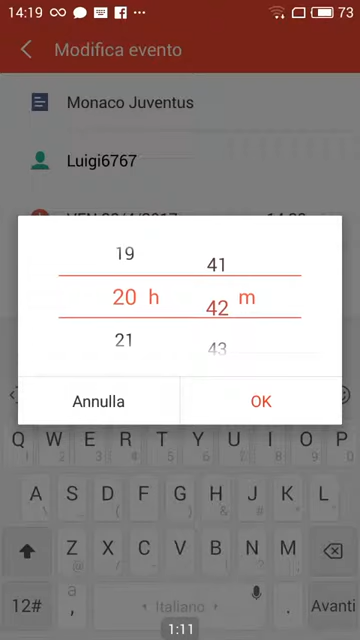 14:19 73
Modifica evento
Monaco Juventus
Luigi6767
19 41
20 h 42 m
21 43
Annulla OK
Q W E R T Y U I O P
A S D F G H J K L
Z X C V B N M
12# , Italiano . Avanti
1:11